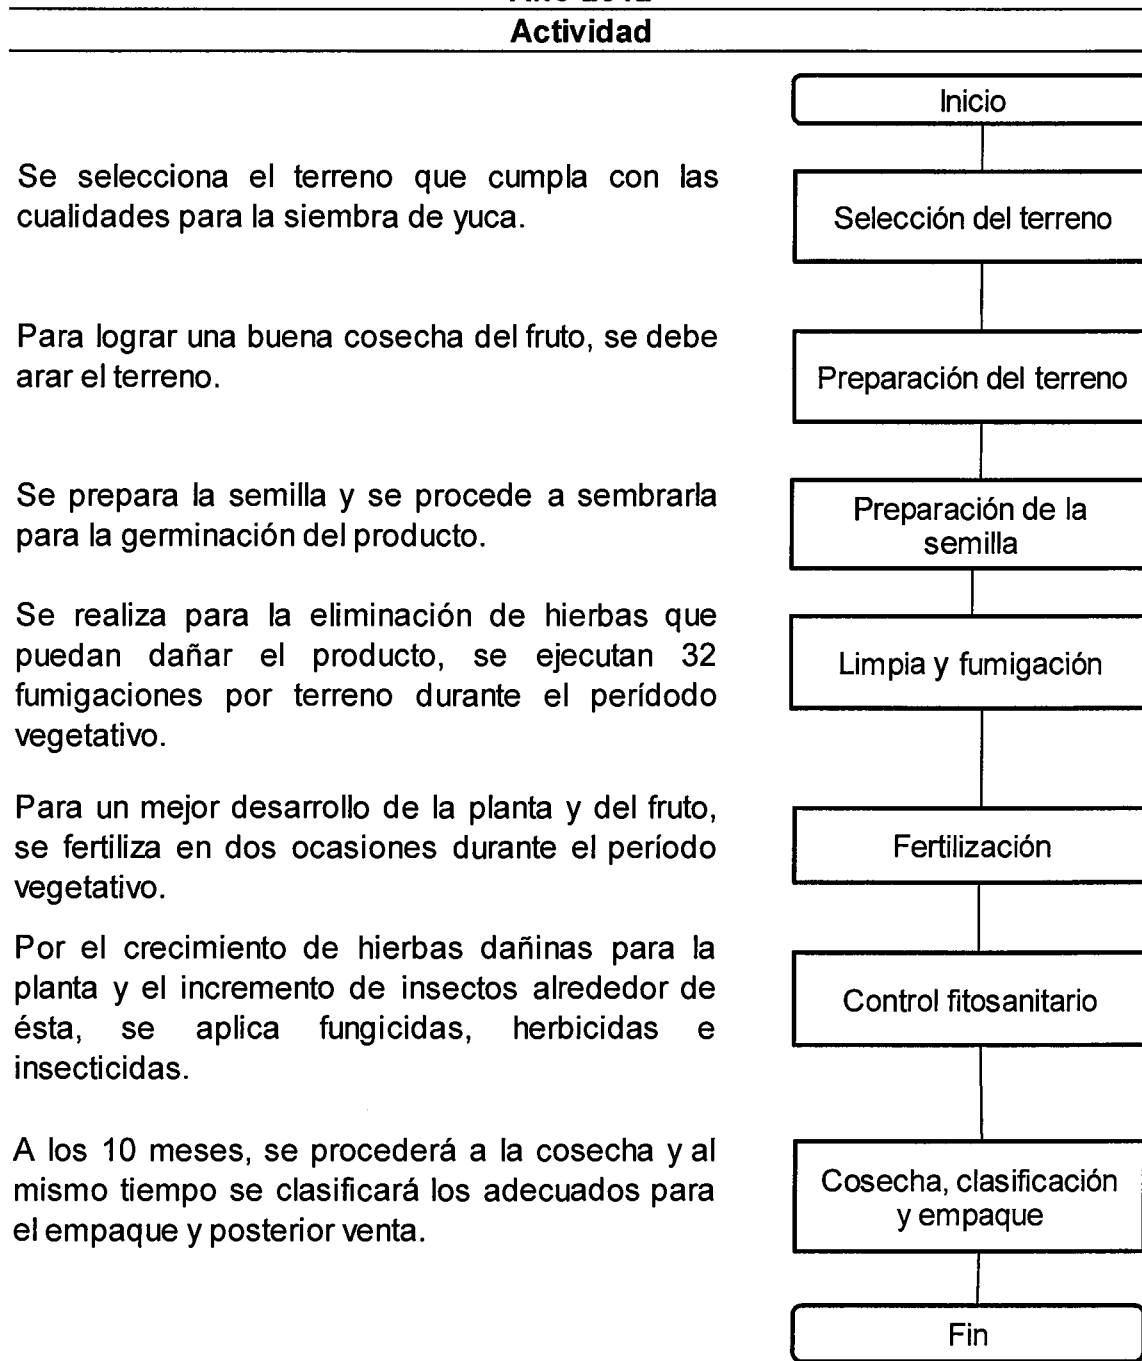 Actividad
Inicio
Se selecciona el terreno que cumpla con las
cualidades para la siembra de yuca.
Selección del terreno
Para lograr una buena cosecha del fruto, se debe
arar el terreno.
Preparación del terreno
Se prepara la semilla y se procede a sembrarla
para la germinación del producto.
Preparación de la
semilla
Se realiza para la eliminación de hierbas que
puedan dañar el producto, se ejecutan 32
fumigaciones por terreno durante el perídodo
vegetativo.
Limpia y fumigación
Para un mejor desarrollo de la planta y del fruto,
se fertiliza en dos ocasiones durante el período
vegetativo.
Fertilización
Por el crecimiento de hierbas dañinas para la
planta y el incremento de insectos alrededor de
ésta, se aplica fungicidas, herbicidas e
insecticidas.
Control fitosanitario
A los 10 meses, se procederá a la cosecha y al
mismo tiempo se clasificará los adecuados para
el empaque y posterior venta.
Cosecha, clasificación
y empaque
Fin